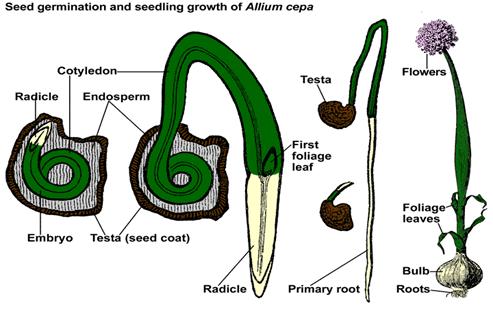 Seed germination and seedling growth of Allium cepa
Cotyledon
Radicle
Endosperm
Testa
Flowers
First
foliage
leaf
Foliage
leaves
Embryo
Testa (seed coat)
Bulb
Radicle
Primary root
Roots